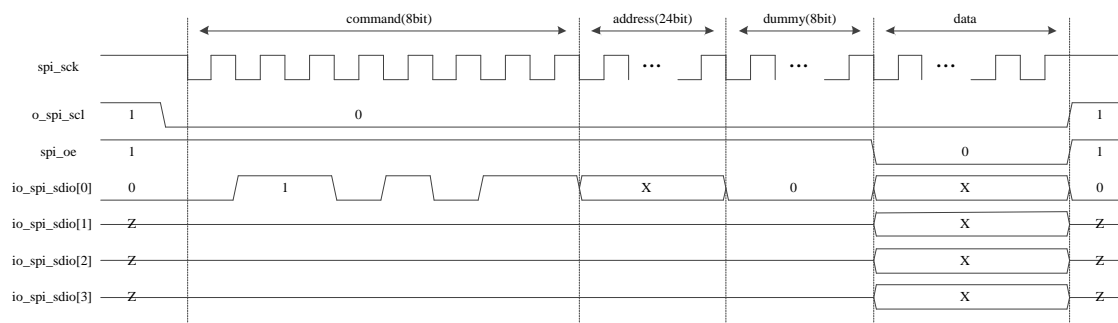 command(8bit) address(24bit) dummy(8bit) data
spi_sck ... ... ...
o_spi_scl 1 0 1
spi_oe 1 0 1
io_spi_sdio[0] 0 1 X 0 X 0
io_spi_sdio[1] Z X Z
io_spi_sdio[2] Z X Z
io_spi_sdio[3] Z X Z